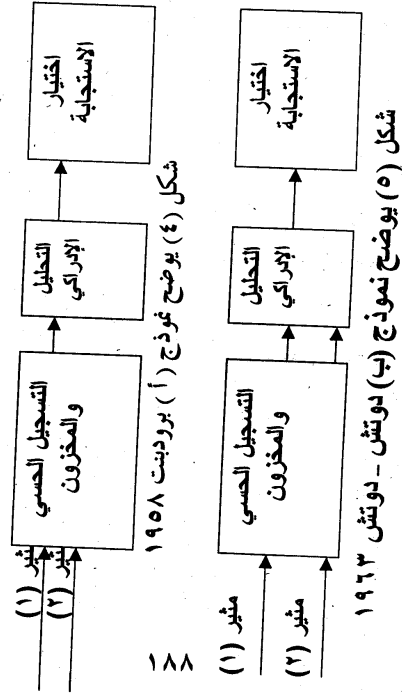 مثير (١)
مثير (٢)
التسجيل الحسي
والمخزون
التحليل
الإدراكي
اختيار
الاستجابة
شكل (٤) يوضح نموذج (أ) برودبنت ١٩٥٨
مثير (١)
مثير (٢)
التسجيل الحسي
والمخزون
التحليل
الإدراكي
اختيار
الاستجابة
شكل (٥) يوضح نموذج (ب) دوتش - دوتش ١٩٦٣
١٨٨